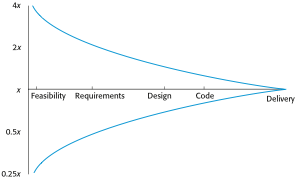 4x
2x
x
Feasibility Requirements Design Code Delivery
0.5x
0.25x